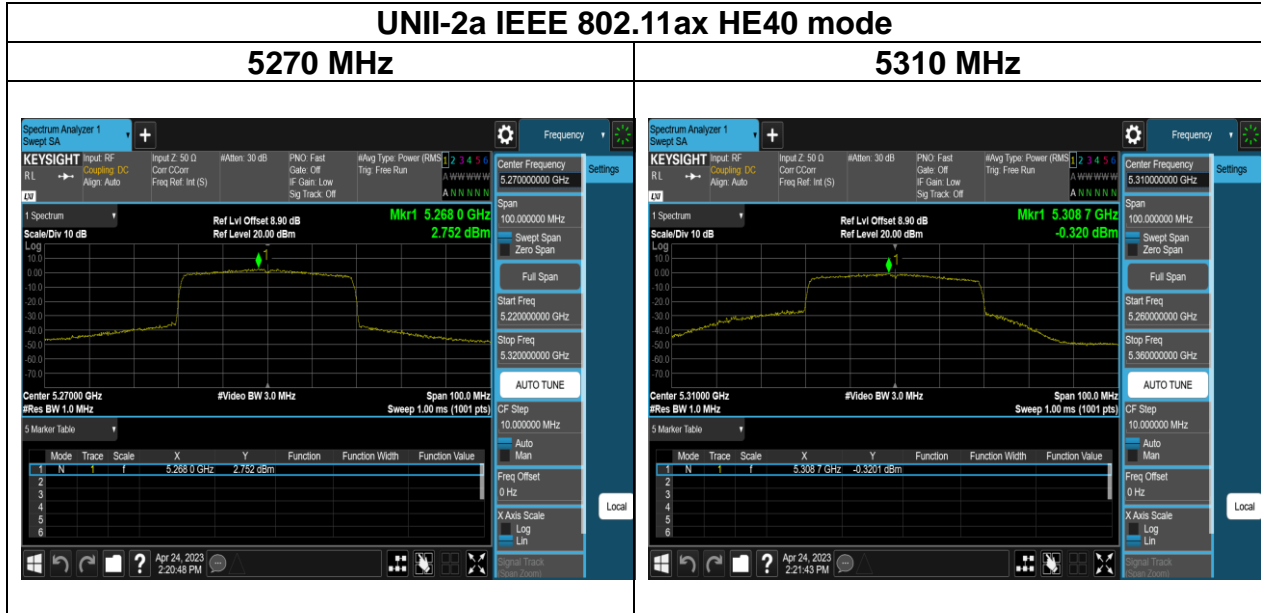 UNII-2a IEEE 802.11ax HE40 mode
5270 MHz
5310 MHz
Spectrum Analyzer 1
Swept SA
Frequency
KEYSIGHT
Input: RF
Input Z: 50 Ω
#Atten: 30 dB
PNO: Fast
#Avg Type: Power (RMS
1 2 3 4 5 6
RL
Coupling: DC
Corr CCorr
Gate: Off
Trig: Free Run
A W W W W W
Align: Auto
Freq Ref: Int (S)
IF Gain: Low
Sig Track: Off
A N N N N N
LXI
1 Spectrum
Ref Lvl Offset 8.90 dB
Mkr1 5.268 0 GHz
Scale/Div 10 dB
Ref Level 20.00 dBm
2.752 dBm
Log
1
10.0
0.00
-10.0
-20.0
-30.0
-40.0
-50.0
-60.0
-70.0
Center 5.27000 GHz
#Video BW 3.0 MHz
Span 100.0 MHz
#Res BW 1.0 MHz
Sweep 1.00 ms (1001 pts)
5 Marker Table
Mode Trace Scale X Y Function Function Width Function Value
1 N 1 f 5.268 0 GHz 2.752 dBm
2
3
4
5
6
Apr 24, 2023
2:20:48 PM
Center Frequency
5.270000000 GHz
Settings
Span
100.000000 MHz
Swept Span
Zero Span
Full Span
Start Freq
5.220000000 GHz
Stop Freq
5.320000000 GHz
AUTO TUNE
CF Step
10.000000 MHz
Auto
Man
Freq Offset
0 Hz
Local
X Axis Scale
Log
Lin
Signal Track
(Span Zoom)
Spectrum Analyzer 1
Swept SA
Frequency
KEYSIGHT
Input: RF
Input Z: 50 Ω
#Atten: 30 dB
PNO: Fast
#Avg Type: Power (RMS
1 2 3 4 5 6
RL
Coupling: DC
Corr CCorr
Gate: Off
Trig: Free Run
A W W W W W
Align: Auto
Freq Ref: Int (S)
IF Gain: Low
Sig Track: Off
A N N N N N
LXI
1 Spectrum
Ref Lvl Offset 8.90 dB
Mkr1 5.308 7 GHz
Scale/Div 10 dB
Ref Level 20.00 dBm
-0.320 dBm
Log
1
10.0
0.00
-10.0
-20.0
-30.0
-40.0
-50.0
-60.0
-70.0
Center 5.31000 GHz
#Video BW 3.0 MHz
Span 100.0 MHz
#Res BW 1.0 MHz
Sweep 1.00 ms (1001 pts)
5 Marker Table
Mode Trace Scale X Y Function Function Width Function Value
1 N 1 f 5.308 7 GHz -0.3201 dBm
2
3
4
5
6
Apr 24, 2023
2:21:43 PM
Center Frequency
5.310000000 GHz
Settings
Span
100.000000 MHz
Swept Span
Zero Span
Full Span
Start Freq
5.260000000 GHz
Stop Freq
5.360000000 GHz
AUTO TUNE
CF Step
10.000000 MHz
Auto
Man
Freq Offset
0 Hz
Local
X Axis Scale
Log
Lin
Signal Track
(Span Zoom)